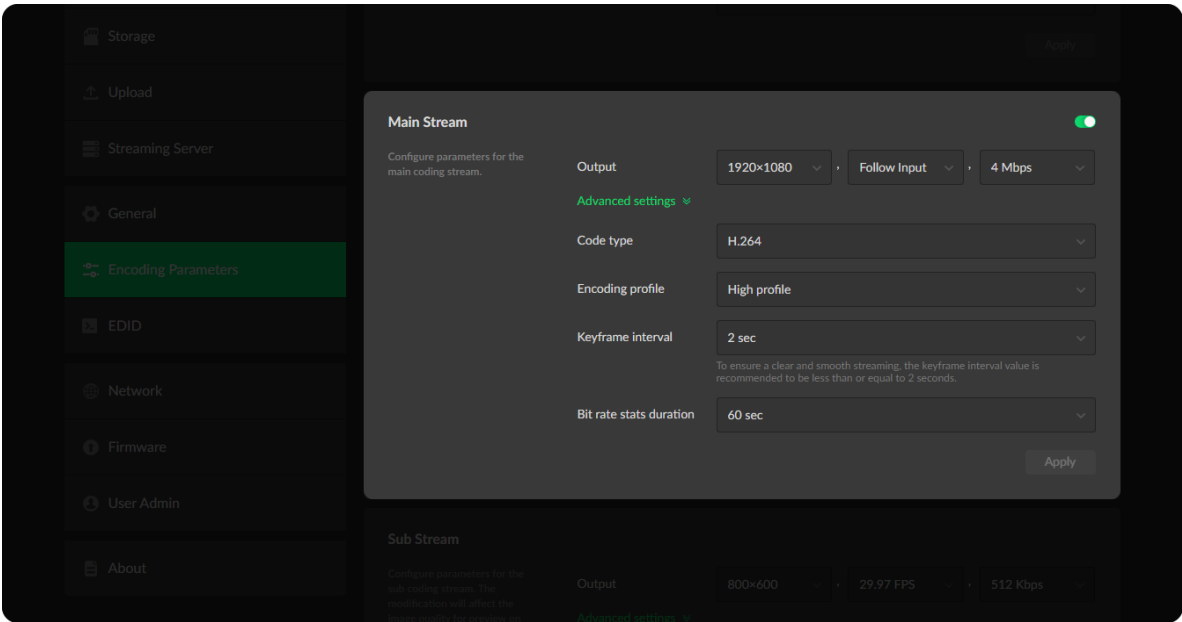 Storage
Apply
Upload
Main Stream
Configure parameters for the
main coding stream.
Streaming Server
Output
1920×1080
,
Follow Input
,
4 Mbps
Advanced settings
General
Code type
H.264
Encoding Parameters
Encoding profile
High profile
EDID
Keyframe interval
2 sec
To ensure a clear and smooth streaming, the keyframe interval value is
recommended to be less than or equal to 2 seconds.
Network
Bit rate stats duration
60 sec
Firmware
Apply
User Admin
Sub Stream
About
Configure parameters for the
sub coding stream. The
modification will affect the
image quality for preview on
Output
800×600
,
29.97 FPS
,
512 Kbps
Advanced settings